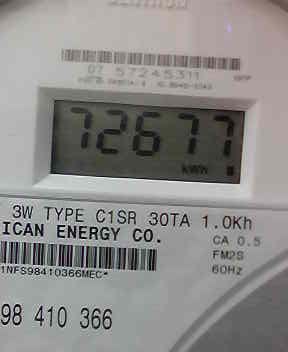 07 57245311
72677
KWH
3W TYPE C1SR 30TA 1.0Kh
ICAN ENERGY CO.
CA 0.5
FM2S
60Hz
1NFS98410366MEC*
98 410 366